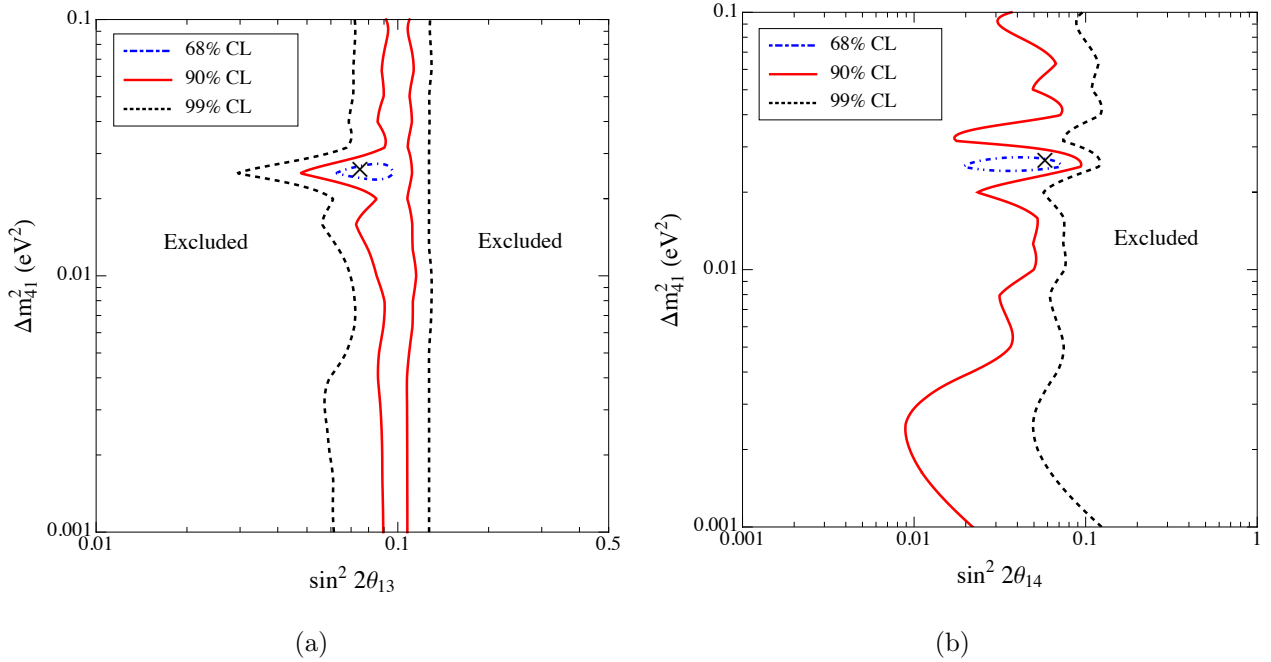 0.1
68% CL
90% CL
99% CL
Excluded
Excluded
0.01
0.001
0.01
0.1
0.5
Δm²₄₁ (eV²)
sin² 2θ₁₃
(a)
0.1
68% CL
90% CL
99% CL
Excluded
0.01
0.001
0.001
0.01
0.1
1
Δm²₄₁ (eV²)
sin² 2θ₁₄
(b)